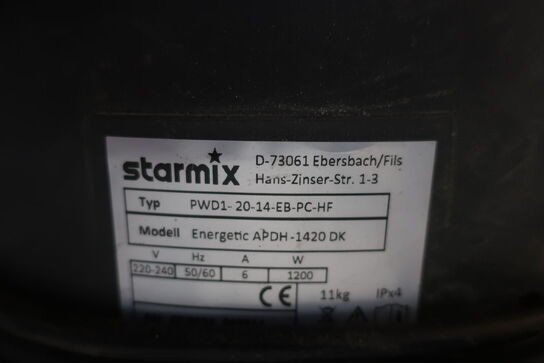 starmix
D-73061 Ebersbach/Fils
Hans-Zinser-Str. 1-3
Typ PWD1- 20-14-EB-PC-HF
Modell Energetic APDH -1420 DK
V Hz A W
220-240 50/60 6 1200
CE 11kg IPx4